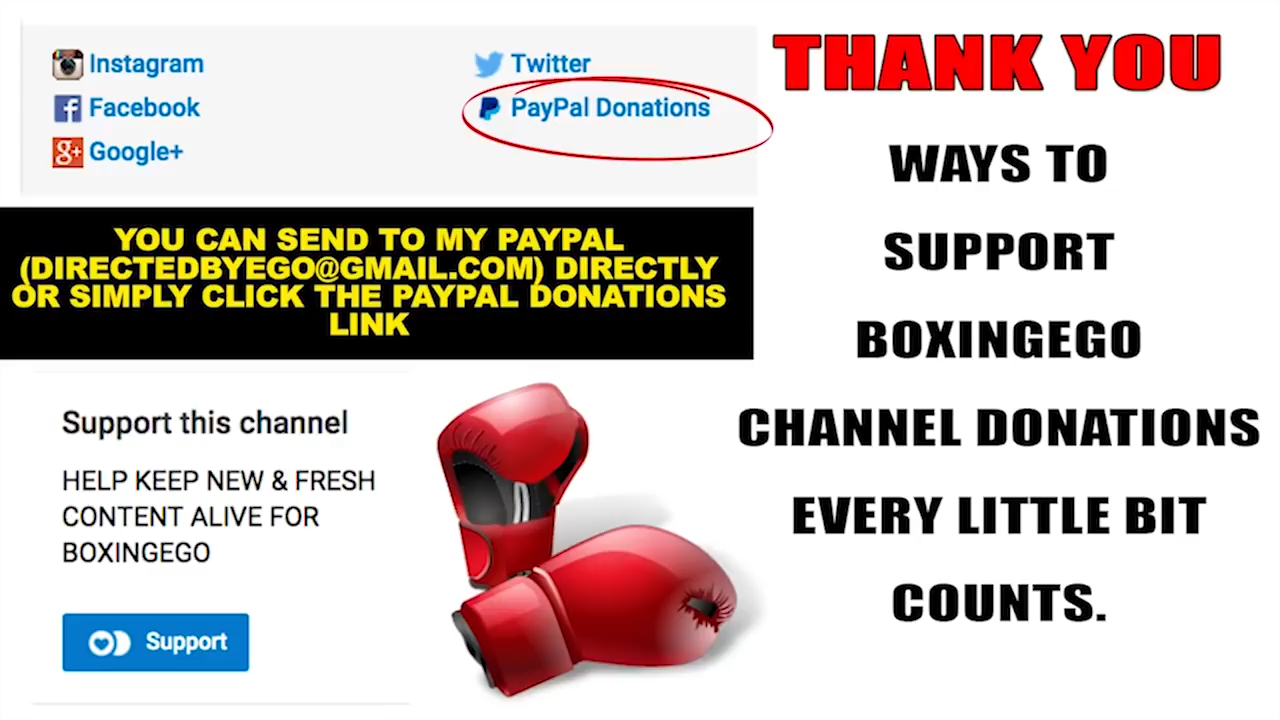 Instagram
Twitter
Facebook
PayPal Donations
Google+
YOU CAN SEND TO MY PAYPAL
(DIRECTEDBYEGO@GMAIL.COM) DIRECTLY
OR SIMPLY CLICK THE PAYPAL DONATIONS
LINK
Support this channel
HELP KEEP NEW & FRESH
CONTENT ALIVE FOR
BOXINGEGO
Support
THANK YOU
WAYS TO
SUPPORT
BOXINGEGO
CHANNEL DONATIONS
EVERY LITTLE BIT
COUNTS.